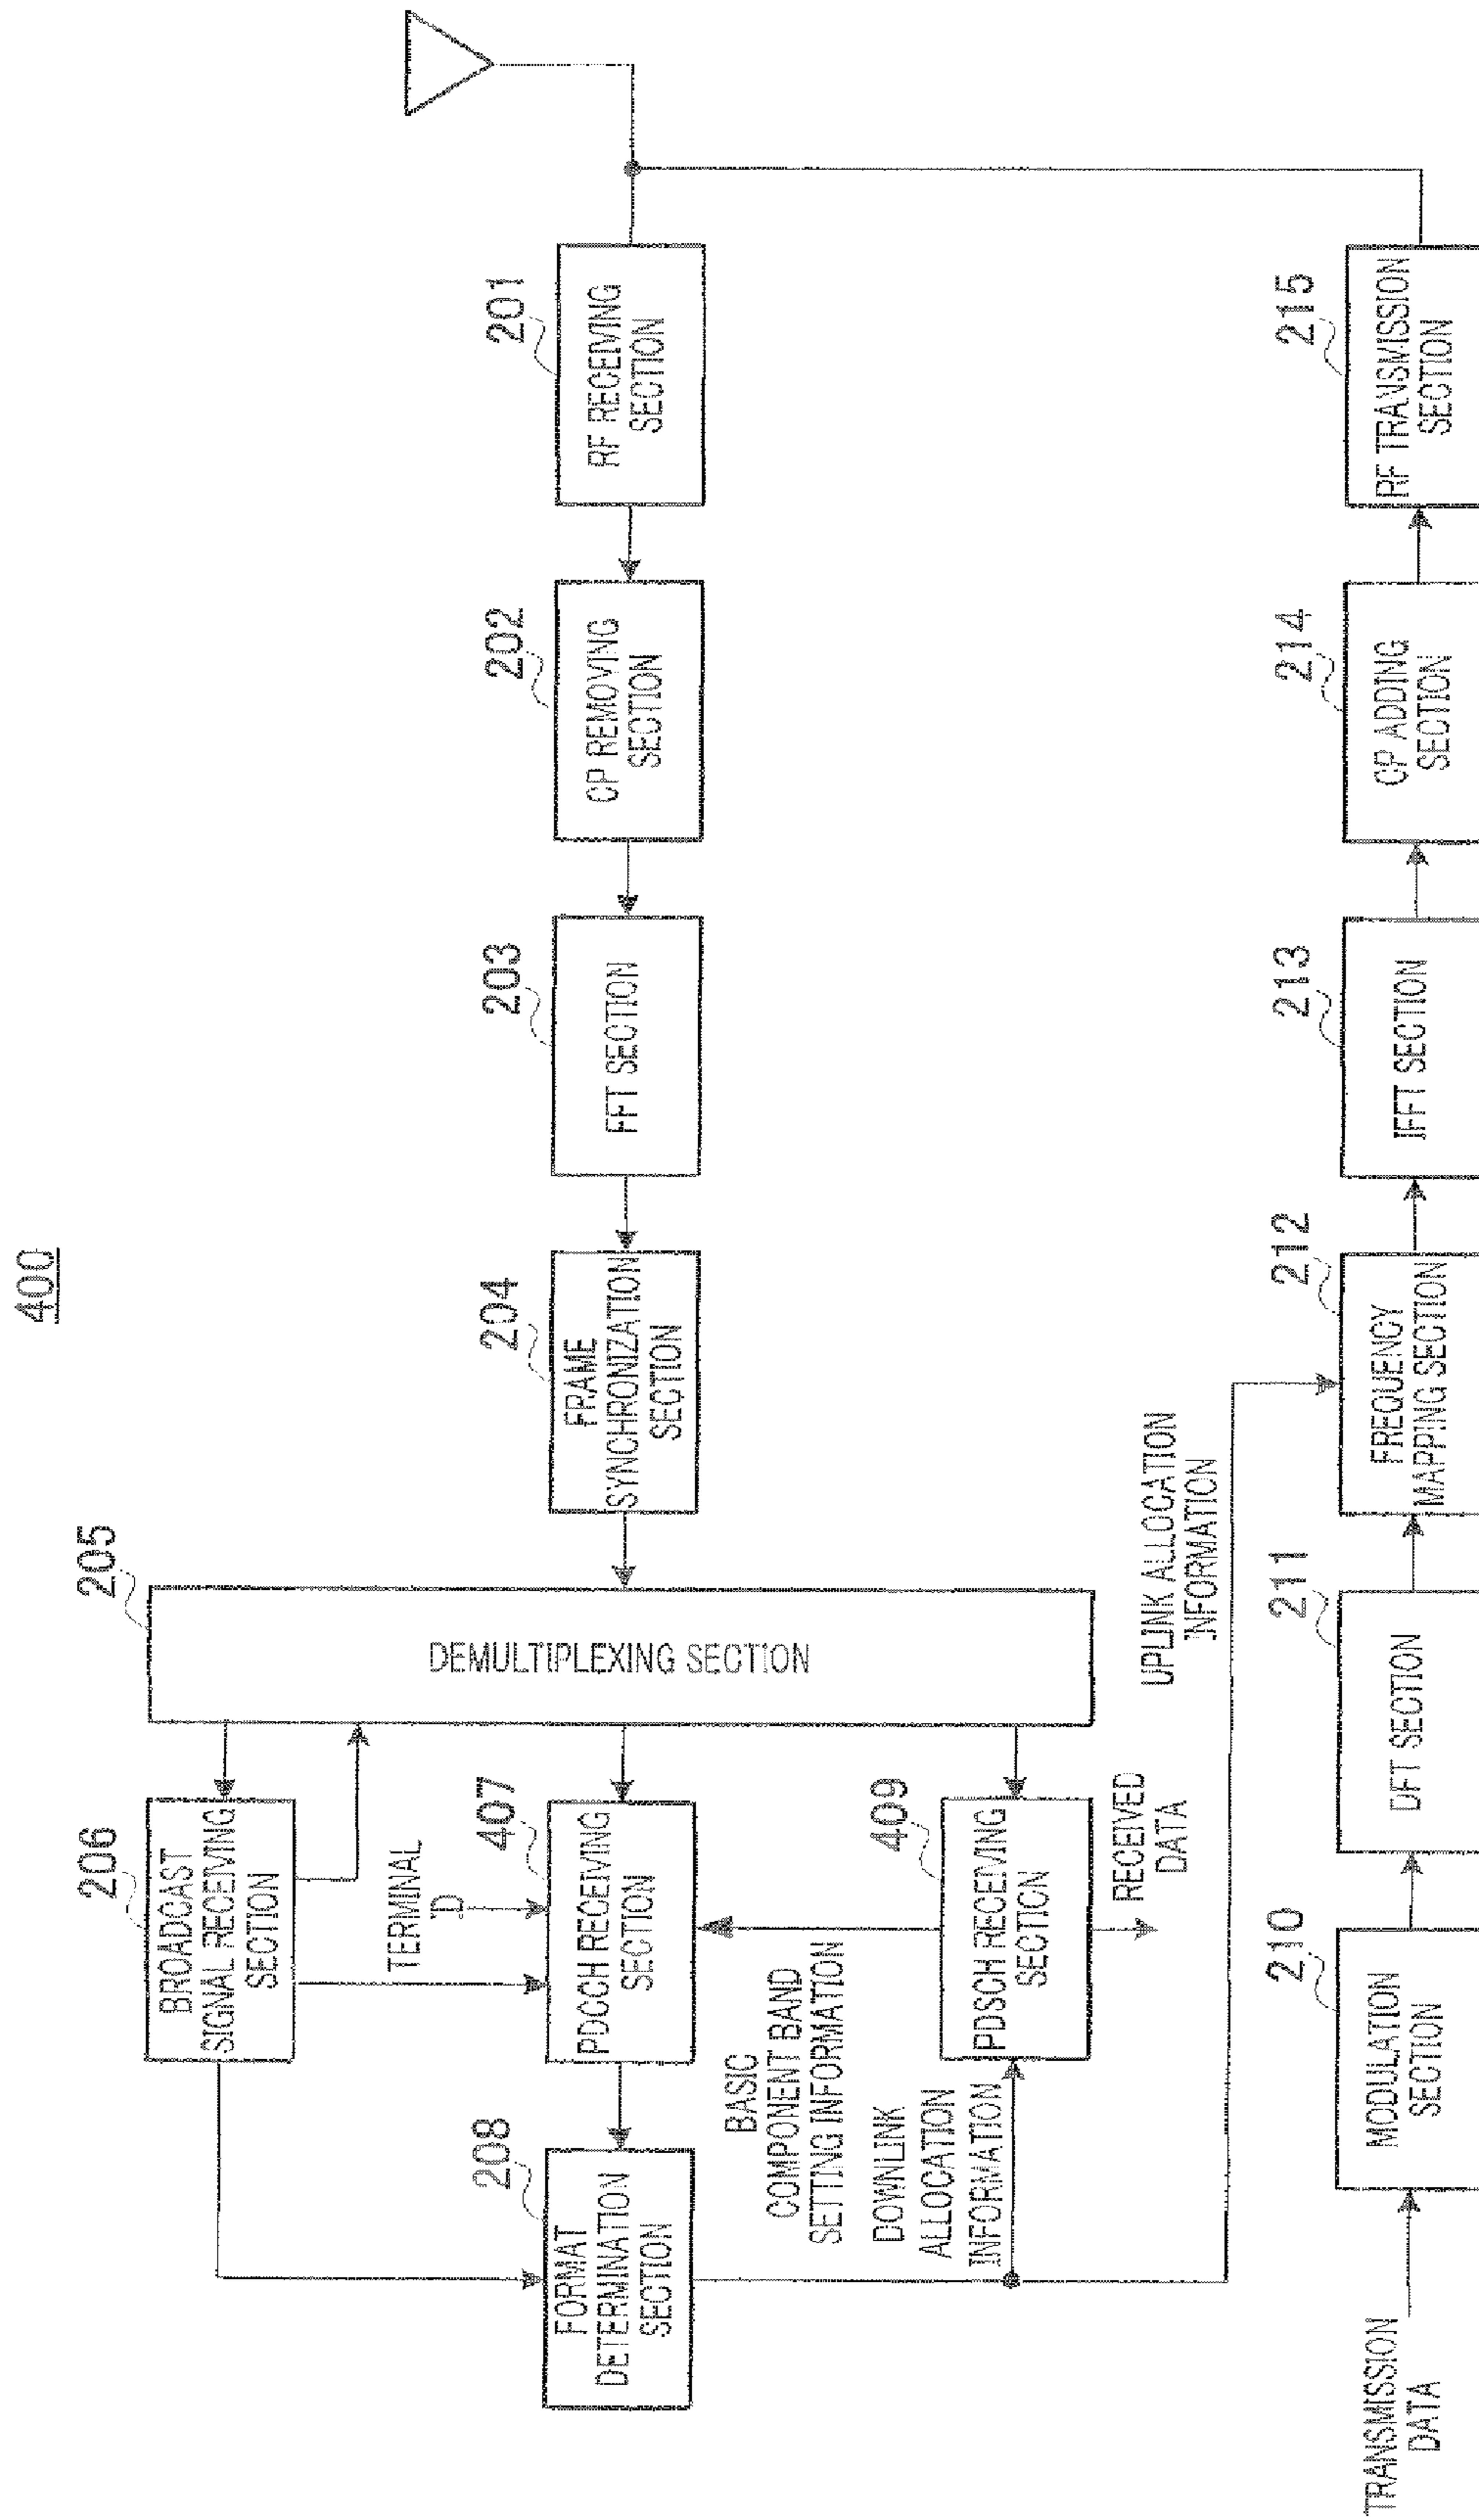 400
201
RF RECEIVING
SECTION
202
CP REMOVING
SECTION
203
FFT SECTION
204
FRAME
SYNCHRONIZATION
SECTION
205
DEMULTIPLEXING SECTION
206
BROADCAST
SIGNAL RECEIVING
SECTION
TERMINAL
ID
407
PDCCH RECEIVING
SECTION
208
FORMAT
DETERMINATION
SECTION
BASIC
COMPONENT BAND
SETTING INFORMATION
DOWNLINK
ALLOCATION
INFORMATION
409
PDSCH RECEIVING
SECTION
RECEIVED
DATA
UPLINK ALLOCATION
INFORMATION
TRANSMISSION
DATA
210
MODULATION
SECTION
211
DFT SECTION
212
FREQUENCY
MAPPING SECTION
213
IFFT SECTION
214
CP ADDING
SECTION
215
RF TRANSMISSION
SECTION